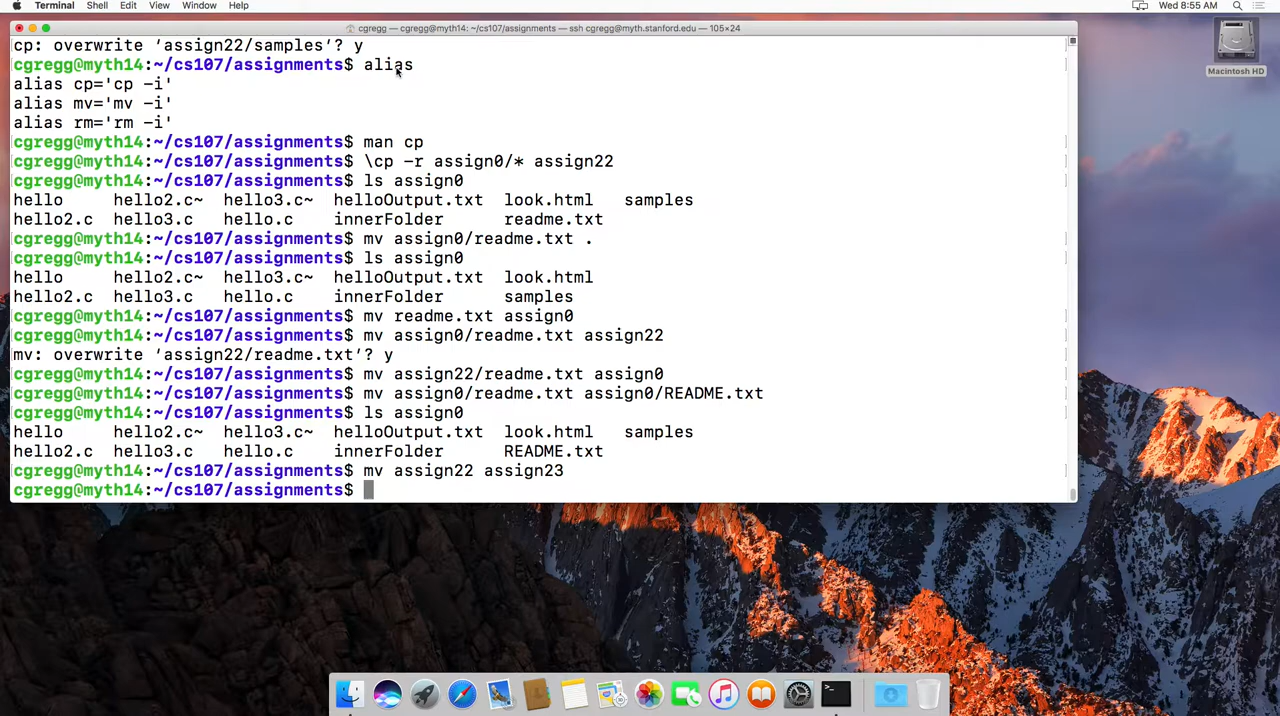 Terminal Shell Edit View Window Help Wed 8:55 AM
cgregg — cgregg@myth14: ~/cs107/assignments — ssh cgregg@myth.stanford.edu — 105×24
Macintosh HD
cp: overwrite ‘assign22/samples’? y
cgregg@myth14:~/cs107/assignments$ alias
alias cp='cp -i'
alias mv='mv -i'
alias rm='rm -i'
cgregg@myth14:~/cs107/assignments$ man cp
cgregg@myth14:~/cs107/assignments$ \cp -r assign0/* assign22
cgregg@myth14:~/cs107/assignments$ ls assign0
hello hello2.c~ hello3.c~ helloOutput.txt look.html samples
hello2.c hello3.c hello.c innerFolder readme.txt
cgregg@myth14:~/cs107/assignments$ mv assign0/readme.txt .
cgregg@myth14:~/cs107/assignments$ ls assign0
hello hello2.c~ hello3.c~ helloOutput.txt look.html
hello2.c hello3.c hello.c innerFolder samples
cgregg@myth14:~/cs107/assignments$ mv readme.txt assign0
cgregg@myth14:~/cs107/assignments$ mv assign0/readme.txt assign22
mv: overwrite ‘assign22/readme.txt’? y
cgregg@myth14:~/cs107/assignments$ mv assign22/readme.txt assign0
cgregg@myth14:~/cs107/assignments$ mv assign0/readme.txt assign0/README.txt
cgregg@myth14:~/cs107/assignments$ ls assign0
hello hello2.c~ hello3.c~ helloOutput.txt look.html samples
hello2.c hello3.c hello.c innerFolder README.txt
cgregg@myth14:~/cs107/assignments$ mv assign22 assign23
cgregg@myth14:~/cs107/assignments$